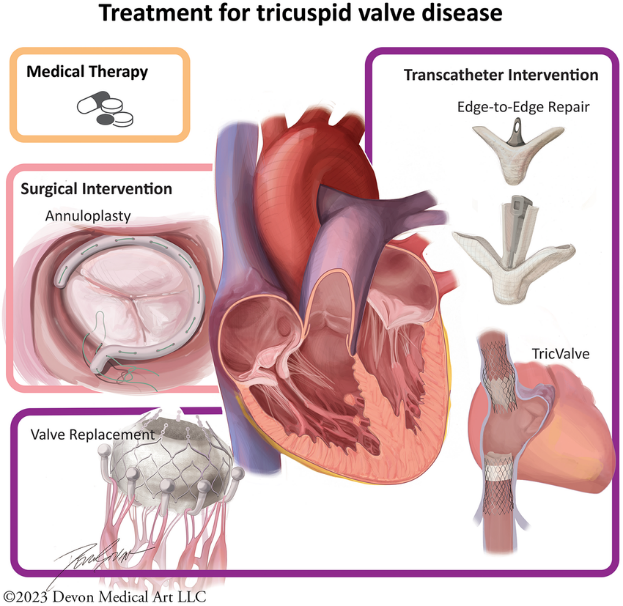 Treatment for tricuspid valve disease
Medical Therapy
Surgical Intervention
Annuloplasty
Valve Replacement
Transcatheter Intervention
Edge-to-Edge Repair
TricValve
©2023 Devon Medical Art LLC